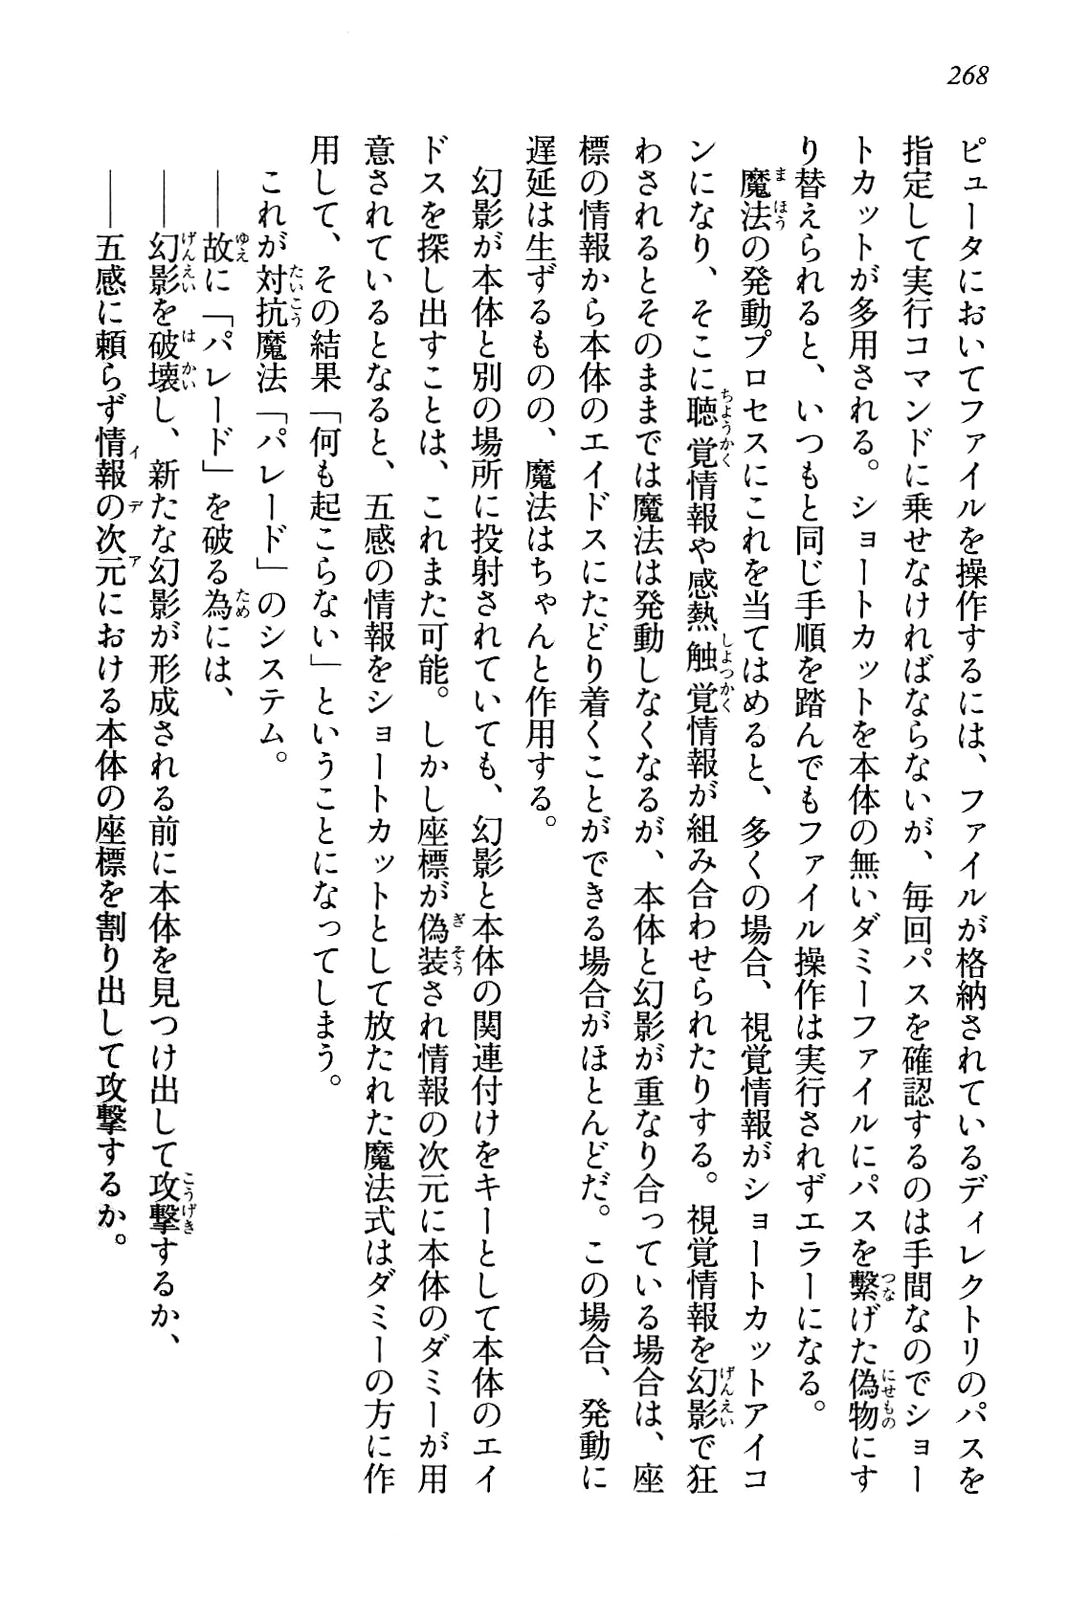 268
ピュータにおいてファイルを操作するには、ファイルが格納されているディレクトリのパスを
指定して実行コマンドに乗せなければならないが、毎回パスを確認するのは手間なのでショー
トカットが多用される。ショートカットを本体の無いダミーファイルにパスを繫げた偽物にす
り替えられると、いつもと同じ手順を踏んでもファイル操作は実行されずエラーになる。
　魔法の発動プロセスにこれを当てはめると、多くの場合、視覚情報がショートカットアイコ
ンになり、そこに聴覚情報や感熱触覚情報が組み合わせられたりする。視覚情報を幻影で狂
わされるとそのままでは魔法は発動しなくなるが、本体と幻影が重なり合っている場合は、座
標の情報から本体のエイドスにたどり着くことができる場合がほとんどだ。この場合、発動に
遅延は生ずるものの、魔法はちゃんと作用する。
　幻影が本体と別の場所に投射されていても、幻影と本体の関連付けをキーとして本体のエイ
ドスを探し出すことは、これまた可能。しかし座標が偽装され情報の次元に本体のダミーが用
意されているとなると、五感の情報をショートカットとして放たれた魔法式はダミーの方に作
用して、その結果「何も起こらない」ということになってしまう。
　これが対抗魔法「パレード」のシステム。
　――故に「パレード」を破る為には、
　――幻影を破壊し、新たな幻影が形成される前に本体を見つけ出して攻撃するか、
　――五感に頼らず情報の次元における本体の座標を割り出して攻撃するか。